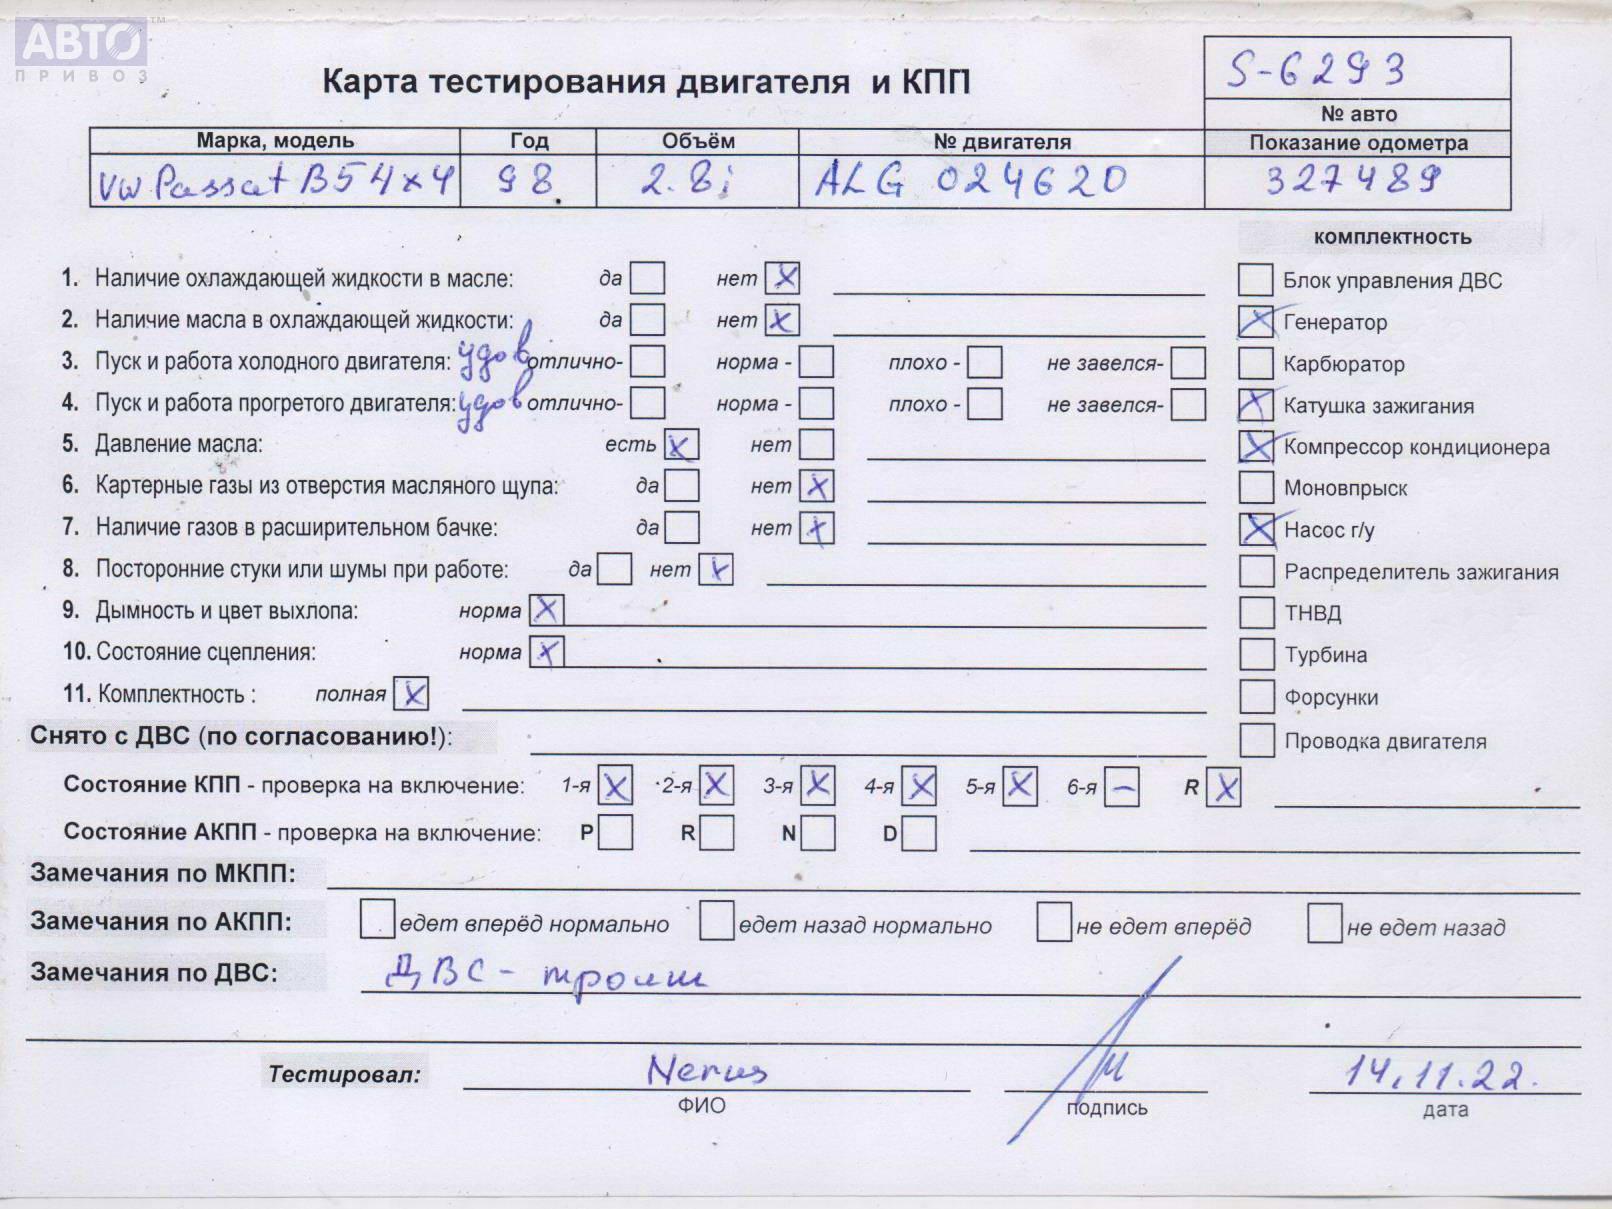 АВТО™
ПРИВОЗ
Карта тестирования двигателя и КПП
S-6293
№ авто
Марка, модель Год Объём № двигателя Показание одометра
VW Passat B5 4x4 98 2.8i ALG 024620 327489
комплектность
1. Наличие охлаждающей жидкости в масле: да нет x
Блок управления ДВС
2. Наличие масла в охлаждающей жидкости: да нет x
x Генератор
3. Пуск и работа холодного двигателя: удов отлично- норма - плохо - не завелся-
Карбюратор
4. Пуск и работа прогретого двигателя: удов отлично- норма - плохо - не завелся-
x Катушка зажигания
5. Давление масла: есть x нет
x Компрессор кондиционера
6. Картерные газы из отверстия масляного щупа: да нет x
Моновпрыск
7. Наличие газов в расширительном бачке: да нет x
x Насос г/у
8. Посторонние стуки или шумы при работе: да нет x
Распределитель зажигания
9. Дымность и цвет выхлопа: норма x
ТНВД
10. Состояние сцепления: норма x
Турбина
11. Комплектность : полная x
Форсунки
Снято с ДВС (по согласованию!):
Проводка двигателя
Состояние КПП - проверка на включение: 1-я x 2-я x 3-я x 4-я x 5-я x 6-я – R x
Состояние АКПП - проверка на включение: P R N D
Замечания по МКПП:
Замечания по АКПП: едет вперёд нормально едет назад нормально не едет вперёд не едет назад
Замечания по ДВС: ДВС - троит
Тестировал: 14.11.22.
ФИО подпись дата